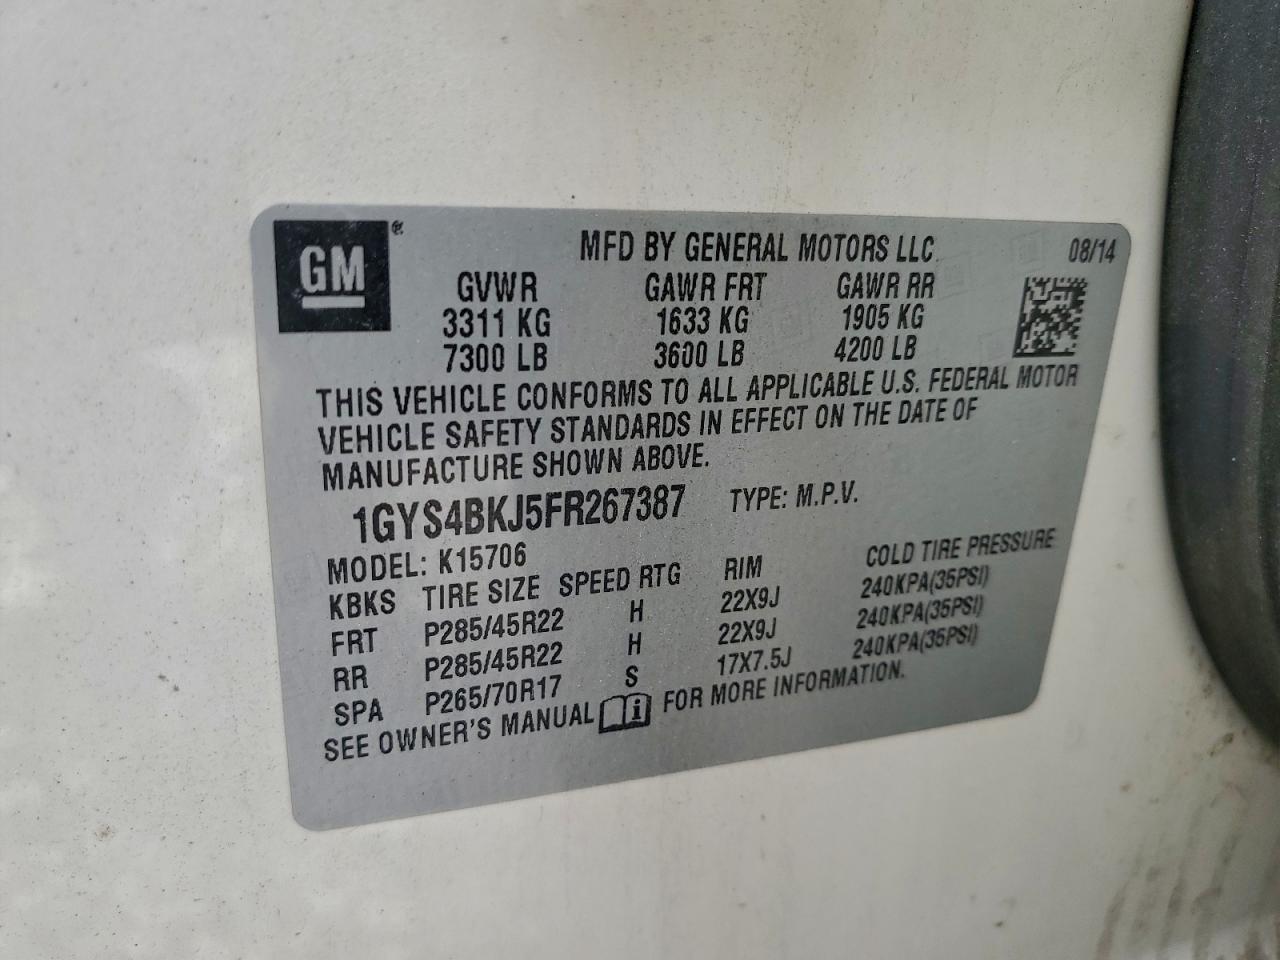 GM ®
MFD BY GENERAL MOTORS LLC 08/14
GVWR GAWR FRT GAWR RR
3311 KG 1633 KG 1905 KG
7300 LB 3600 LB 4200 LB
THIS VEHICLE CONFORMS TO ALL APPLICABLE U.S. FEDERAL MOTOR
VEHICLE SAFETY STANDARDS IN EFFECT ON THE DATE OF
MANUFACTURE SHOWN ABOVE.
1GYS4BKJ5FR267387 TYPE: M.P.V.
MODEL: K15706
KBKS TIRE SIZE SPEED RTG RIM COLD TIRE PRESSURE
FRT P285/45R22 H 22X9J 240KPA(35PSI)
RR P285/45R22 H 22X9J 240KPA(35PSI)
SPA P265/70R17 S 17X7.5J 240KPA(35PSI)
SEE OWNER'S MANUAL FOR MORE INFORMATION.